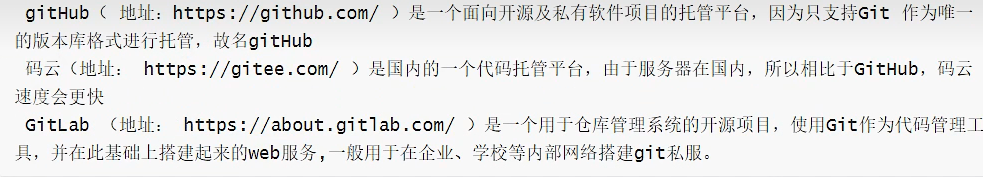 gitHub（ 地址：https://github.com/ ）是一个面向开源及私有软件项目的托管平台，因为只支持Git 作为唯一
的版本库格式进行托管，故名gitHub
码云（地址： https://gitee.com/ ）是国内的一个代码托管平台，由于服务器在国内，所以相比于GitHub，码云
速度会更快
GitLab （地址： https://about.gitlab.com/ ）是一个用于仓库管理系统的开源项目，使用Git作为代码管理工
具，并在此基础上搭建起来的web服务,一般用于在企业、学校等内部网络搭建git私服。